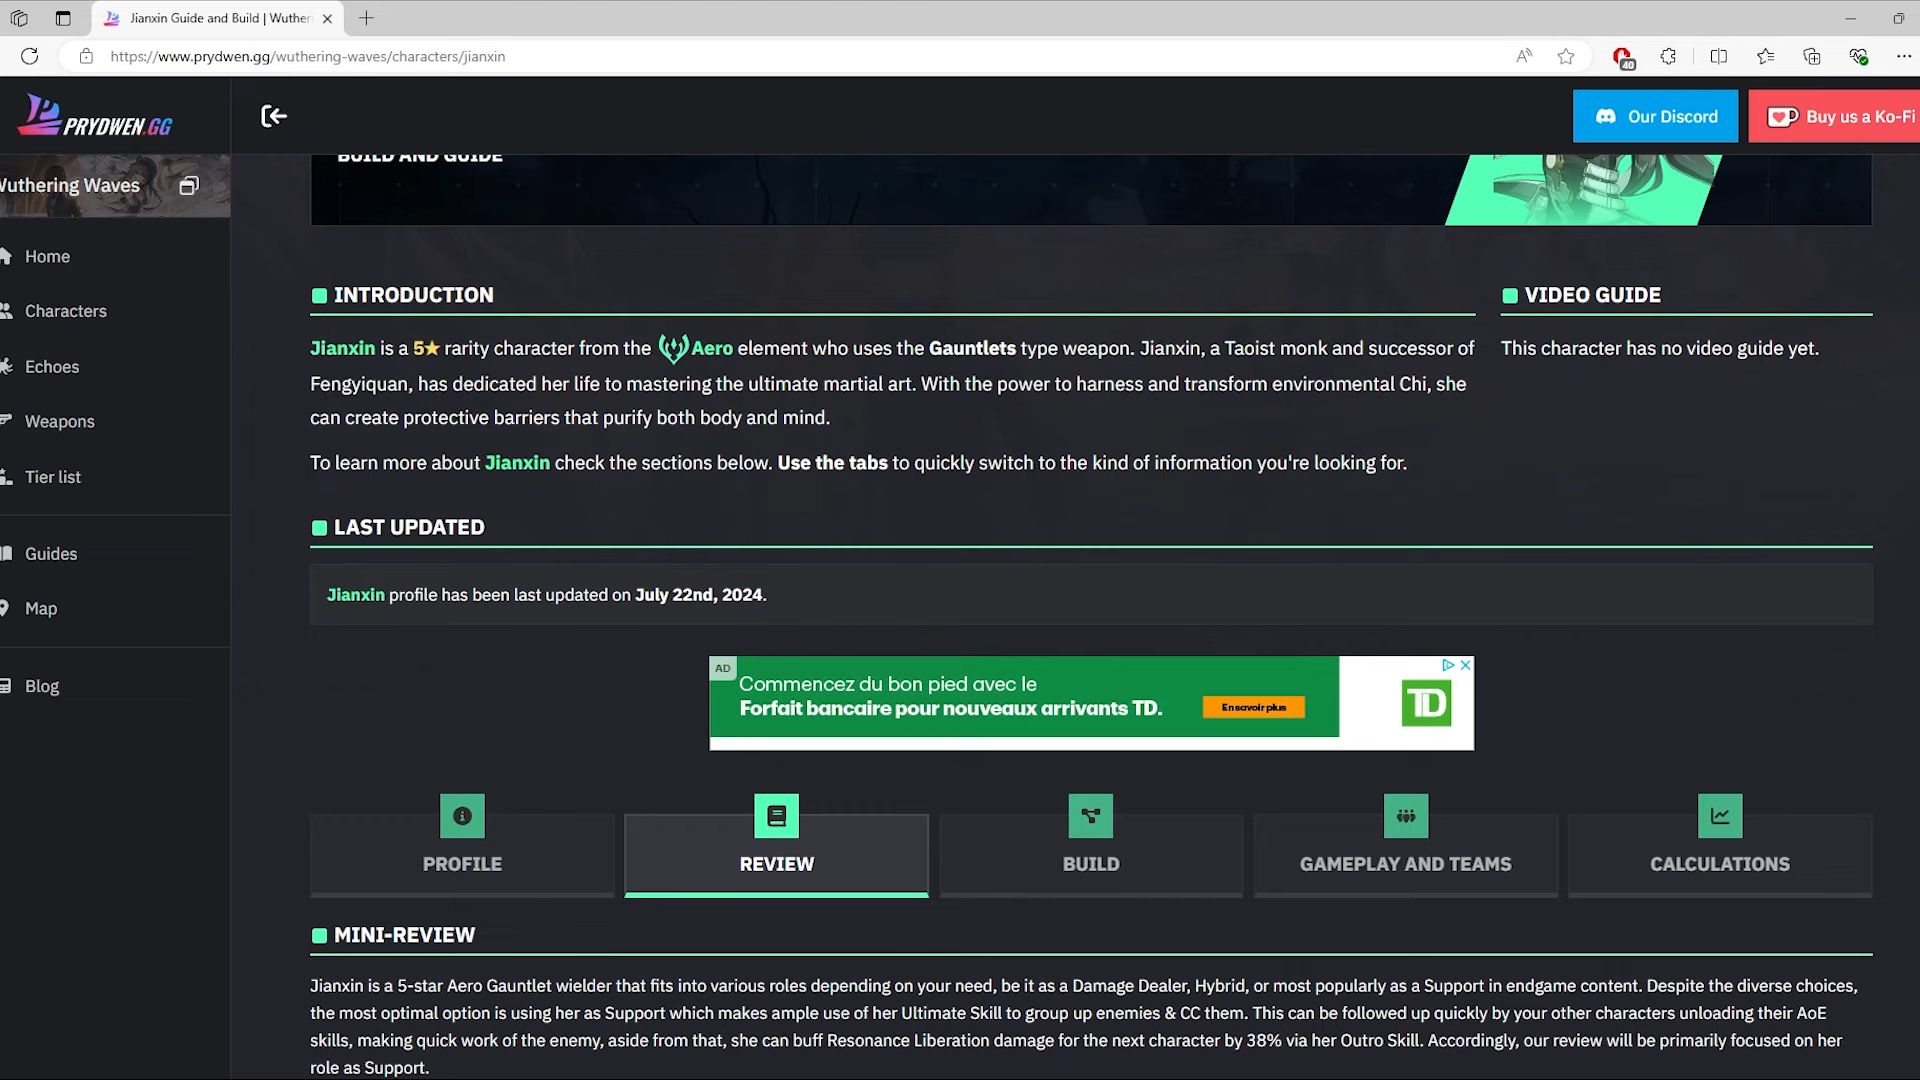 Jianxin Guide and Build | Wutheri
https://www.prydwen.gg/wuthering-waves/characters/jianxin
40
PRYDWEN.GG
Our Discord
Buy us a Ko-Fi
Wuthering Waves
Home
Characters
Echoes
Weapons
Tier list
Guides
Map
Blog
BUILD AND GUIDE
INTRODUCTION
Jianxin is a 5★ rarity character from the Aero element who uses the Gauntlets type weapon. Jianxin, a Taoist monk and successor of
Fengyiquan, has dedicated her life to mastering the ultimate martial art. With the power to harness and transform environmental Chi, she
can create protective barriers that purify both body and mind.
To learn more about Jianxin check the sections below. Use the tabs to quickly switch to the kind of information you're looking for.
VIDEO GUIDE
This character has no video guide yet.
LAST UPDATED
Jianxin profile has been last updated on July 22nd, 2024.
AD
Commencez du bon pied avec le
Forfait bancaire pour nouveaux arrivants TD.
En savoir plus
TD
PROFILE
REVIEW
BUILD
GAMEPLAY AND TEAMS
CALCULATIONS
MINI-REVIEW
Jianxin is a 5-star Aero Gauntlet wielder that fits into various roles depending on your need, be it as a Damage Dealer, Hybrid, or most popularly as a Support in endgame content. Despite the diverse choices,
the most optimal option is using her as Support which makes ample use of her Ultimate Skill to group up enemies & CC them. This can be followed up quickly by your other characters unloading their AoE
skills, making quick work of the enemy, aside from that, she can buff Resonance Liberation damage for the next character by 38% via her Outro Skill. Accordingly, our review will be primarily focused on her
role as Support.